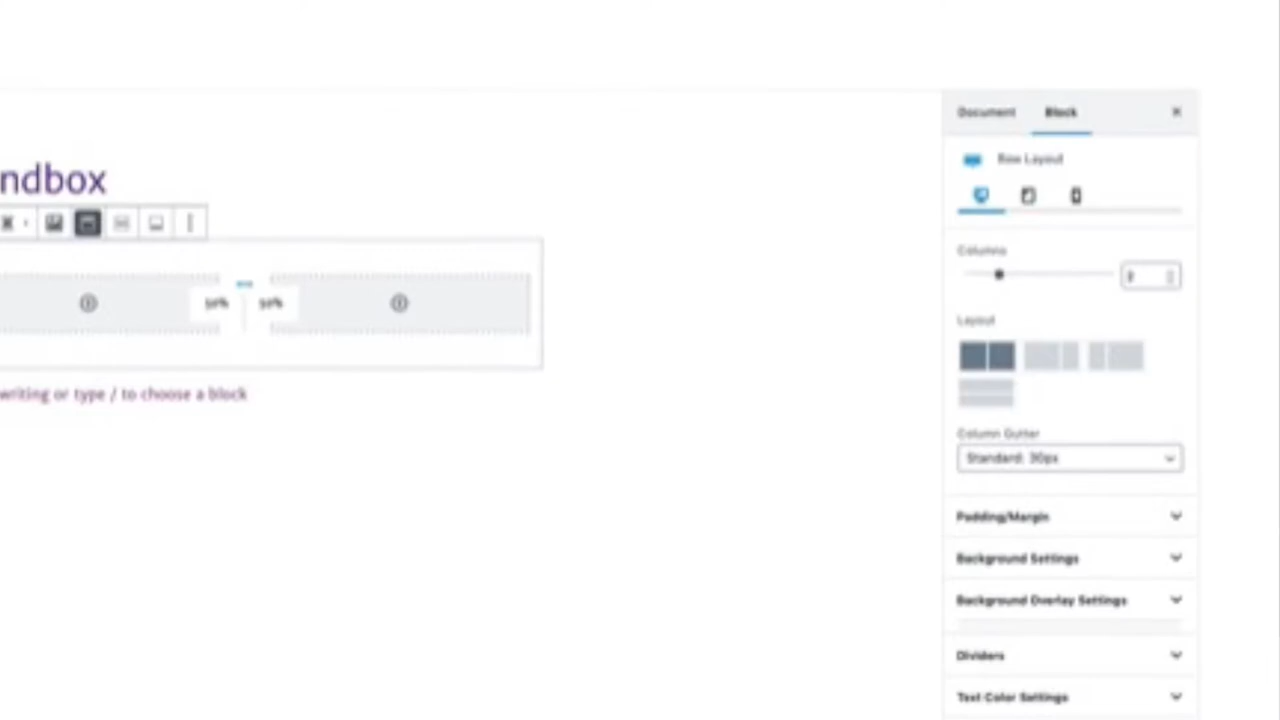 Document Block
Row Layout
ndbox
Columns
50% 50%
Layout
writing or type / to choose a block
Column Gutter
Standard: 30px
Padding/Margin
Background Settings
Background Overlay Settings
Dividers
Text Color Settings